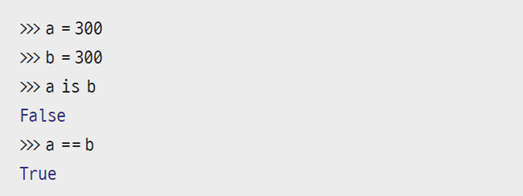 >>> a = 300
>>> b = 300
>>> a is b
False
>>> a == b
True